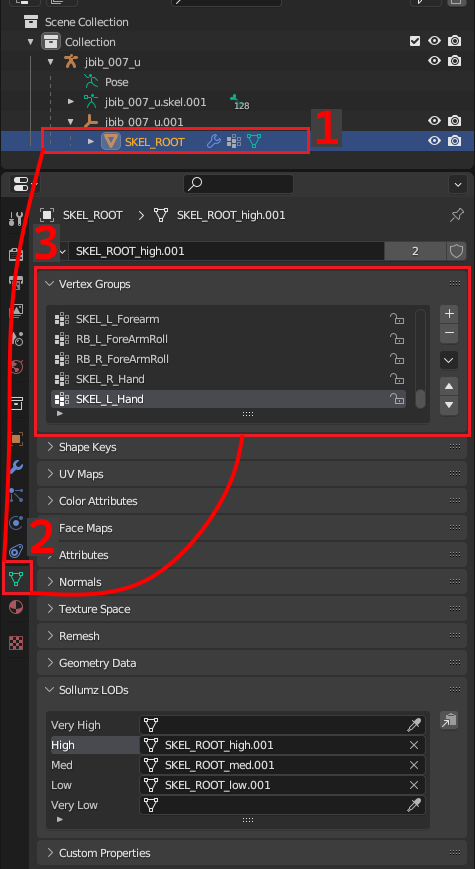 Scene Collection
Collection
jbib_007_u
Pose
jbib_007_u.skel.001
128
jbib_007_u.001
1
SKEL_ROOT
SKEL_ROOT > SKEL_ROOT_high.001
3
SKEL_ROOT_high.001 2
Vertex Groups
SKEL_L_Forearm
RB_L_ForeArmRoll
RB_R_ForeArmRoll
SKEL_R_Hand
SKEL_L_Hand
Shape Keys
UV Maps
Color Attributes
2
Face Maps
Attributes
Normals
Texture Space
Remesh
Geometry Data
Sollumz LODs
Very High
High SKEL_ROOT_high.001
Med SKEL_ROOT_med.001
Low SKEL_ROOT_low.001
Very Low
Custom Properties